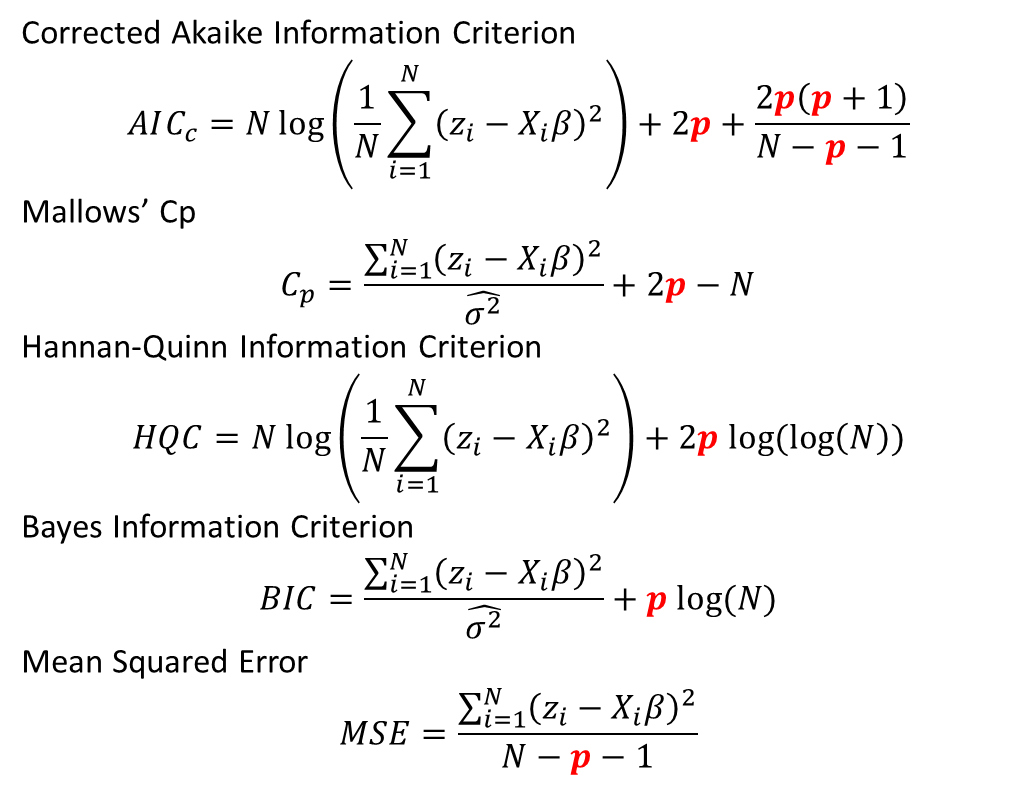 Corrected Akaike Information Criterion
AIC_c = N log(1/N ∑_{i=1}^{N} (z_i − X_iβ)^2) + 2p + 2p(p + 1)/(N − p − 1)
Mallows’ Cp
C_p = ∑_{i=1}^{N}(z_i − X_iβ)^2 / \widehat{σ^2} + 2p − N
Hannan-Quinn Information Criterion
HQC = N log(1/N ∑_{i=1}^{N} (z_i − X_iβ)^2) + 2p log(log(N))
Bayes Information Criterion
BIC = ∑_{i=1}^{N}(z_i − X_iβ)^2 / \widehat{σ^2} + p log(N)
Mean Squared Error
MSE = ∑_{i=1}^{N}(z_i − X_iβ)^2 / (N − p − 1)